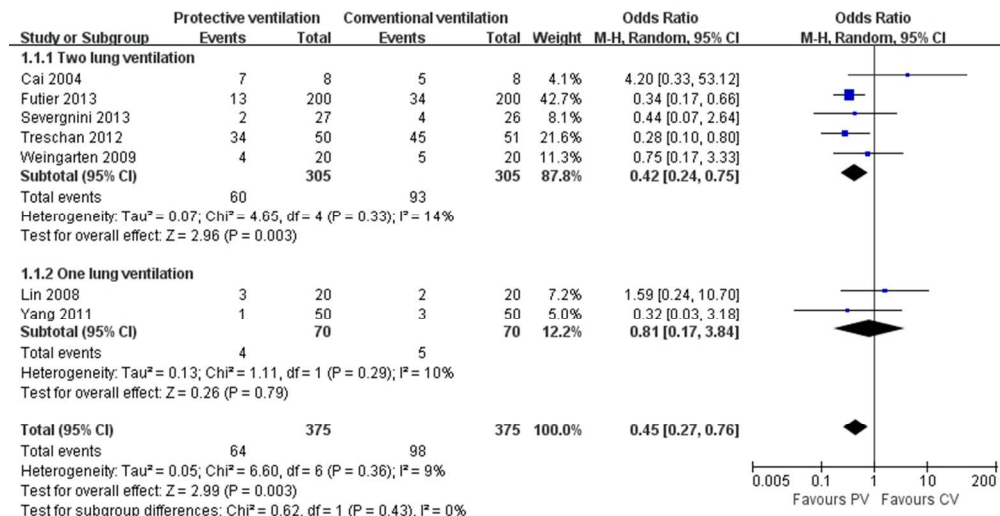 Protective ventilation Conventional ventilation Odds Ratio Odds Ratio
Study or Subgroup Events Total Events Total Weight M-H, Random, 95% CI M-H, Random, 95% CI
1.1.1 Two lung ventilation
Cai 2004 7 8 5 8 4.1% 4.20 [0.33, 53.12]
Futier 2013 13 200 34 200 42.7% 0.34 [0.17, 0.66]
Severgnini 2013 2 27 4 26 8.1% 0.44 [0.07, 2.64]
Treschan 2012 34 50 45 51 21.6% 0.28 [0.10, 0.80]
Weingarten 2009 4 20 5 20 11.3% 0.75 [0.17, 3.33]
Subtotal (95% CI) 305 305 87.8% 0.42 [0.24, 0.75]
Total events 60 93
Heterogeneity: Tau² = 0.07; Chi² = 4.65, df = 4 (P = 0.33); I² = 14%
Test for overall effect: Z = 2.96 (P = 0.003)
1.1.2 One lung ventilation
Lin 2008 3 20 2 20 7.2% 1.59 [0.24, 10.70]
Yang 2011 1 50 3 50 5.0% 0.32 [0.03, 3.18]
Subtotal (95% CI) 70 70 12.2% 0.81 [0.17, 3.84]
Total events 4 5
Heterogeneity: Tau² = 0.13; Chi² = 1.11, df = 1 (P = 0.29); I² = 10%
Test for overall effect: Z = 0.26 (P = 0.79)
Total (95% CI) 375 375 100.0% 0.45 [0.27, 0.76]
Total events 64 98
Heterogeneity: Tau² = 0.05; Chi² = 6.60, df = 6 (P = 0.36); I² = 9%
Test for overall effect: Z = 2.99 (P = 0.003)
Test for subgroup differences: Chi² = 0.62, df = 1 (P = 0.43), I² = 0%
0.005 0.1 1 10 200
Favours PV Favours CV